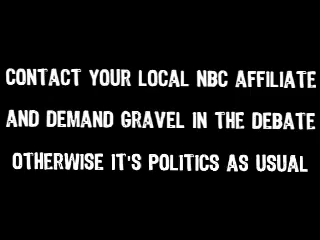 CONTACT YOUR LOCAL NBC AFFILIATE
AND DEMAND GRAVEL IN THE DEBATE
OTHERWISE IT'S POLITICS AS USUAL